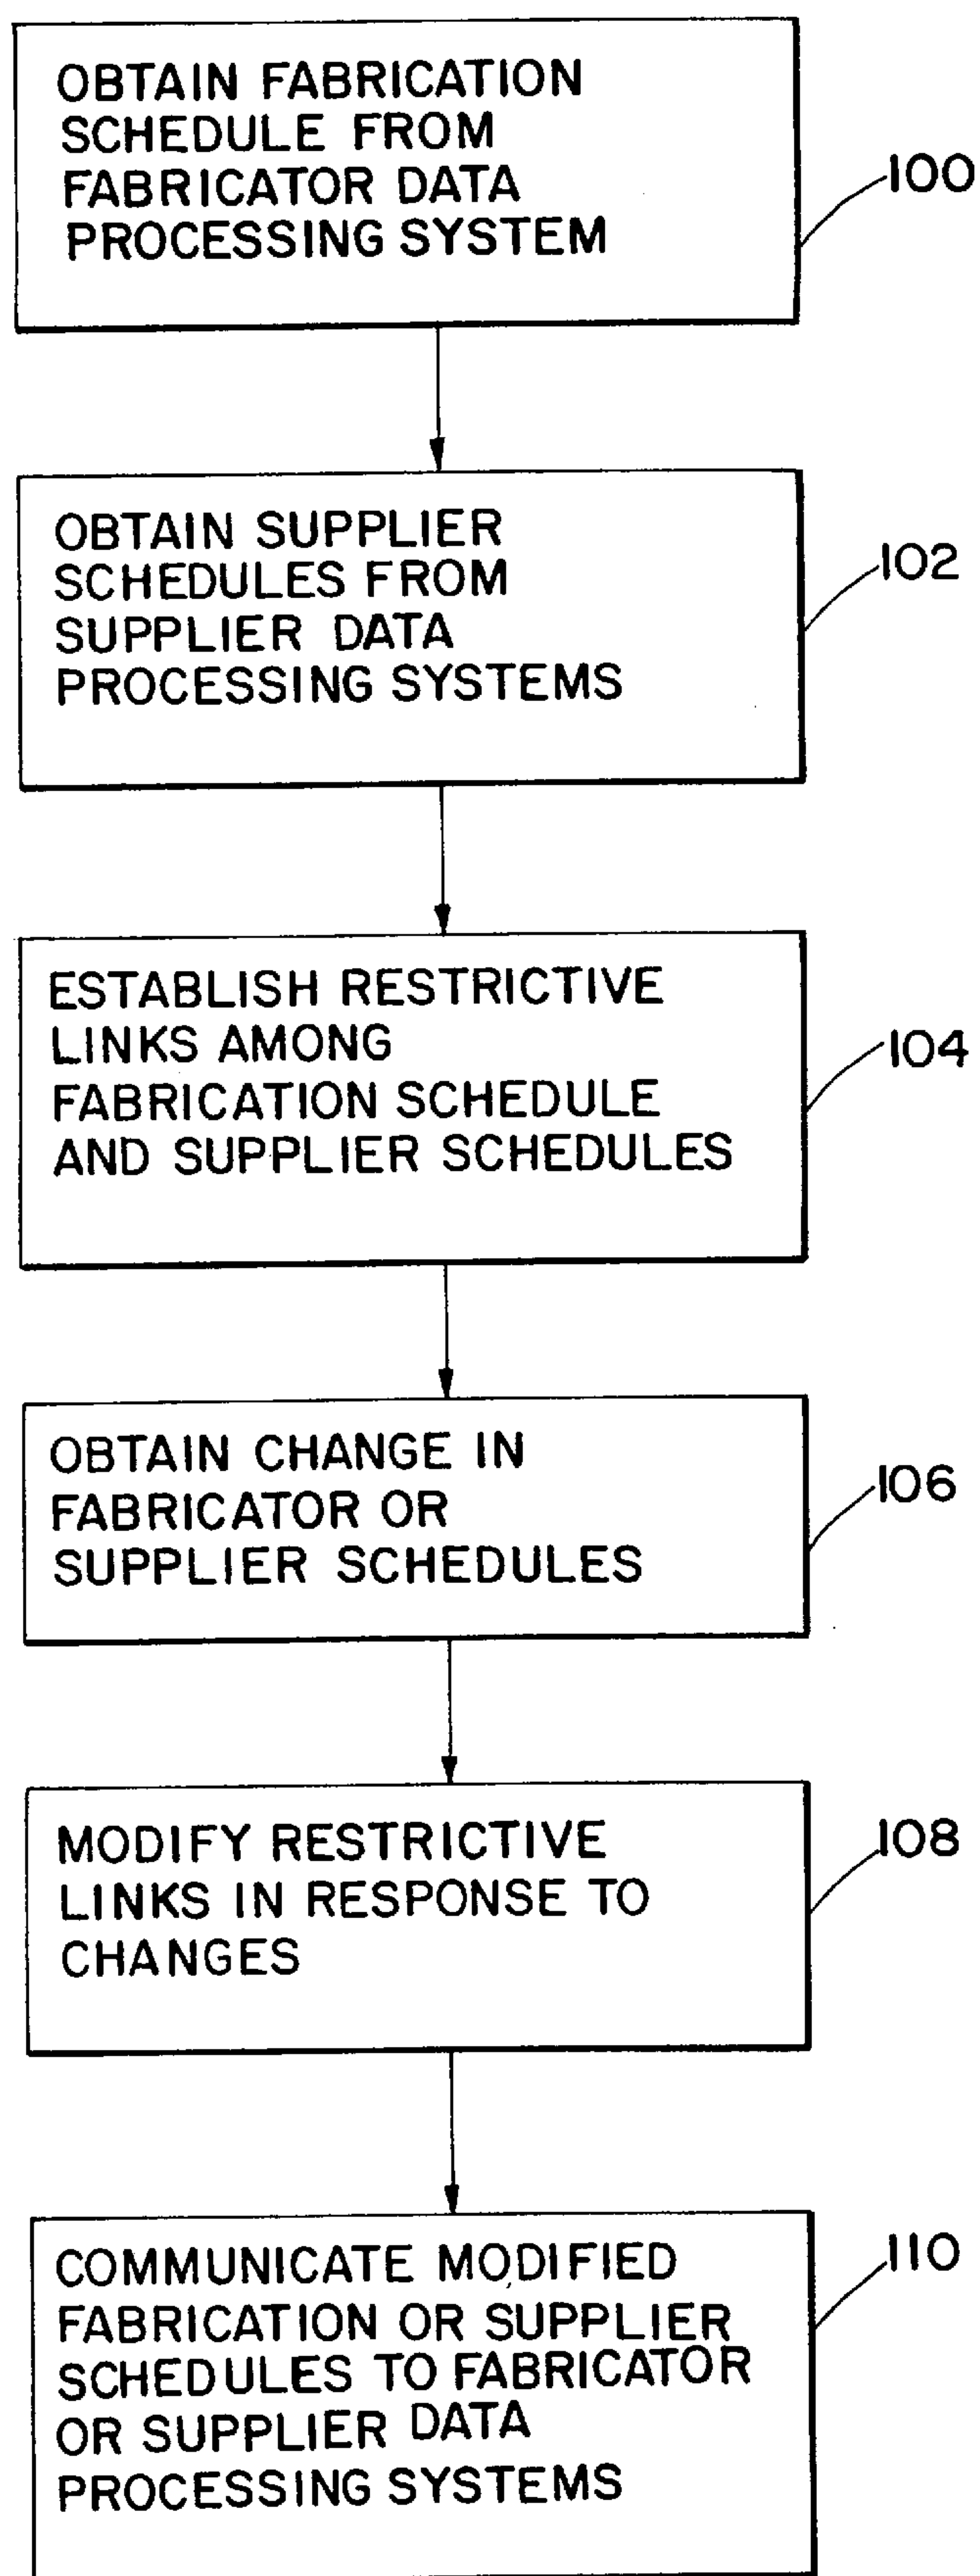 OBTAIN FABRICATION
SCHEDULE FROM
FABRICATOR DATA
PROCESSING SYSTEM
100
OBTAIN SUPPLIER
SCHEDULES FROM
SUPPLIER DATA
PROCESSING SYSTEMS
102
ESTABLISH RESTRICTIVE
LINKS AMONG
FABRICATION SCHEDULE
AND SUPPLIER SCHEDULES
104
OBTAIN CHANGE IN
FABRICATOR OR
SUPPLIER SCHEDULES
106
MODIFY RESTRICTIVE
LINKS IN RESPONSE TO
CHANGES
108
COMMUNICATE MODIFIED
FABRICATION OR SUPPLIER
SCHEDULES TO FABRICATOR
OR SUPPLIER DATA
PROCESSING SYSTEMS
110